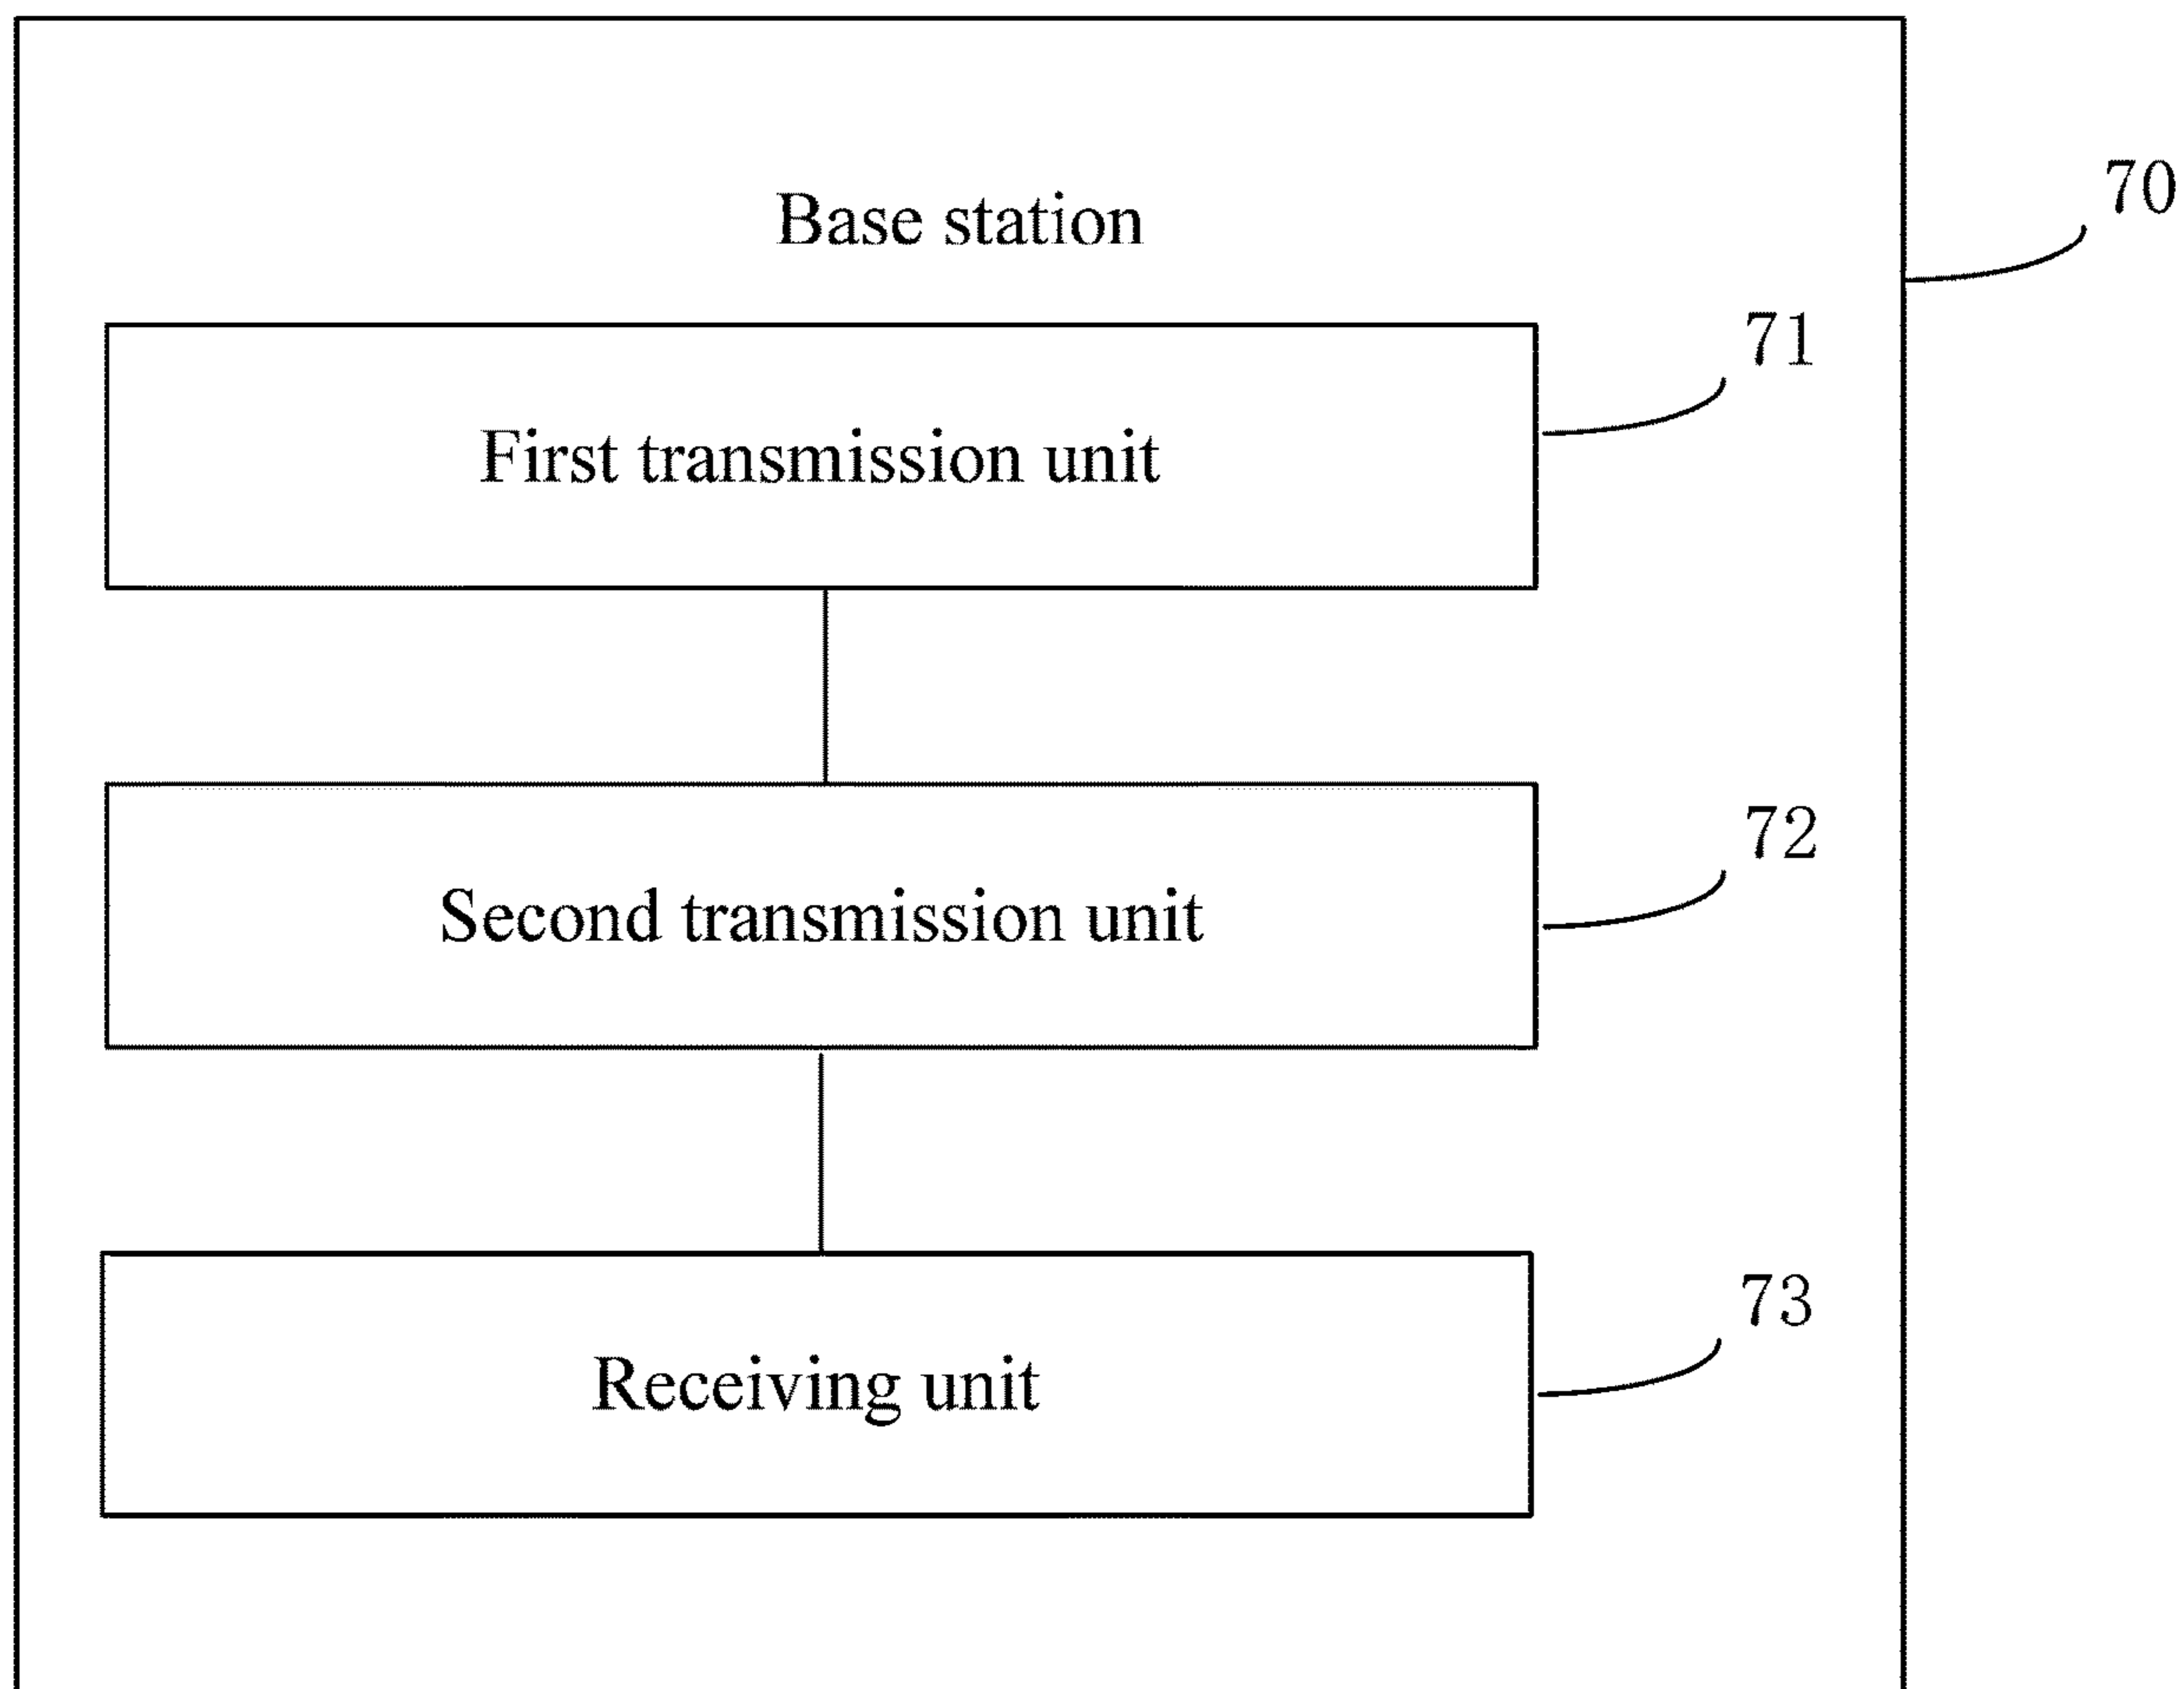 70
Base station
71
First transmission unit
72
Second transmission unit
73
Receiving unit